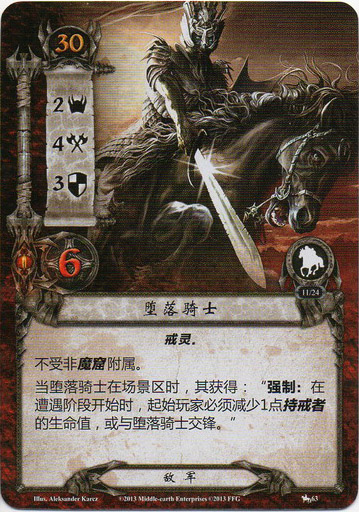 30
2
4
3
6
11/24
堕落骑士
戒灵.
不受非魔窟附属。
当堕落骑士在场景区时，其获得：“强制：在
遭遇阶段开始时，起始玩家必须减少1点持戒者
的生命值，或与堕落骑士交锋。”
敌军
Illus. Aleksander Karcz ©2013 Middle-earth Enterprises ©2013 FFG 63